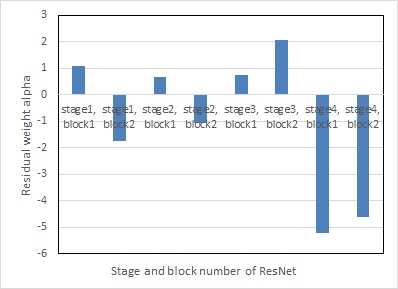 3
2
1
0
-1
-2
-3
-4
-5
-6
Residual weight alpha
stage1, stage1, stage2, stage2, stage3, stage3, stage4, stage4,
block1 block2 block1 block2 block1 block2 block1 block2
Stage and block number of ResNet